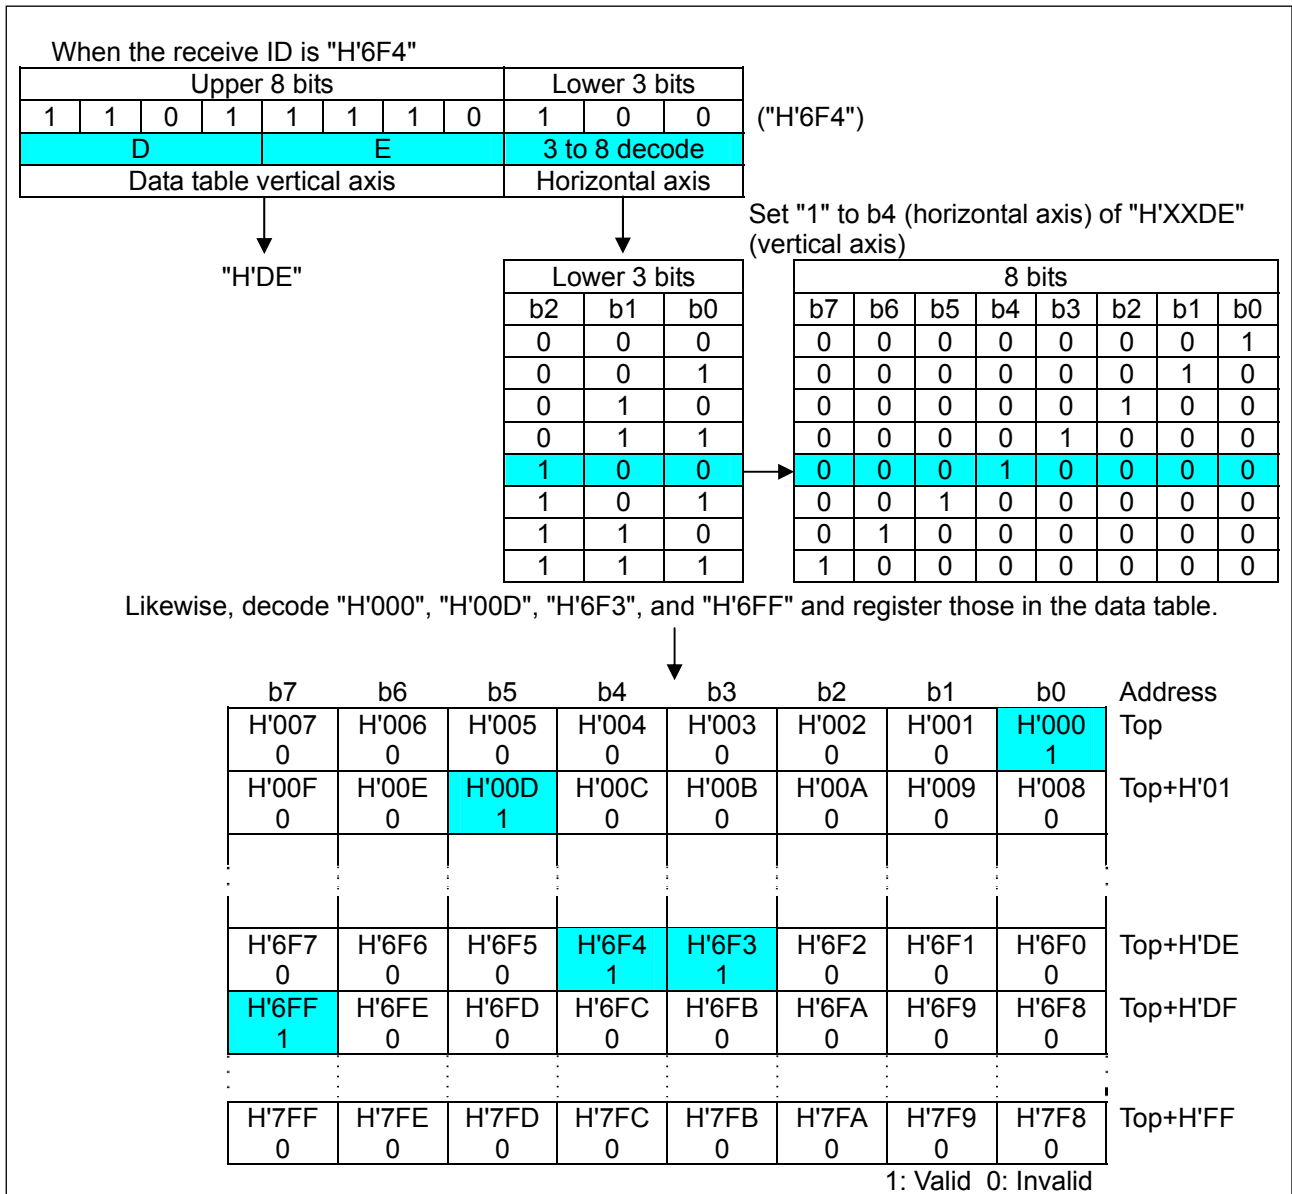 When the receive ID is "H'6F4"
Upper 8 bits Lower 3 bits
1 1 0 1 1 1 1 0 1 0 0 ("H'6F4")
D E 3 to 8 decode
Data table vertical axis Horizontal axis
Set "1" to b4 (horizontal axis) of "H'XXDE"
(vertical axis)
"H'DE"
Lower 3 bits 8 bits
b2 b1 b0 b7 b6 b5 b4 b3 b2 b1 b0
0 0 0 0 0 0 0 0 0 0 1
0 0 1 0 0 0 0 0 0 1 0
0 1 0 0 0 0 0 0 1 0 0
0 1 1 0 0 0 0 1 0 0 0
1 0 0 0 0 0 1 0 0 0 0
1 0 1 0 0 1 0 0 0 0 0
1 1 0 0 1 0 0 0 0 0 0
1 1 1 1 0 0 0 0 0 0 0
Likewise, decode "H'000", "H'00D", "H'6F3", and "H'6FF" and register those in the data table.
b7 b6 b5 b4 b3 b2 b1 b0 Address
H'007 H'006 H'005 H'004 H'003 H'002 H'001 H'000 Top
0 0 0 0 0 0 0 1
H'00F H'00E H'00D H'00C H'00B H'00A H'009 H'008 Top+H'01
0 0 1 0 0 0 0 0
H'6F7 H'6F6 H'6F5 H'6F4 H'6F3 H'6F2 H'6F1 H'6F0 Top+H'DE
0 0 0 1 1 0 0 0
H'6FF H'6FE H'6FD H'6FC H'6FB H'6FA H'6F9 H'6F8 Top+H'DF
1 0 0 0 0 0 0 0
H'7FF H'7FE H'7FD H'7FC H'7FB H'7FA H'7F9 H'7F8 Top+H'FF
0 0 0 0 0 0 0 0
1: Valid 0: Invalid